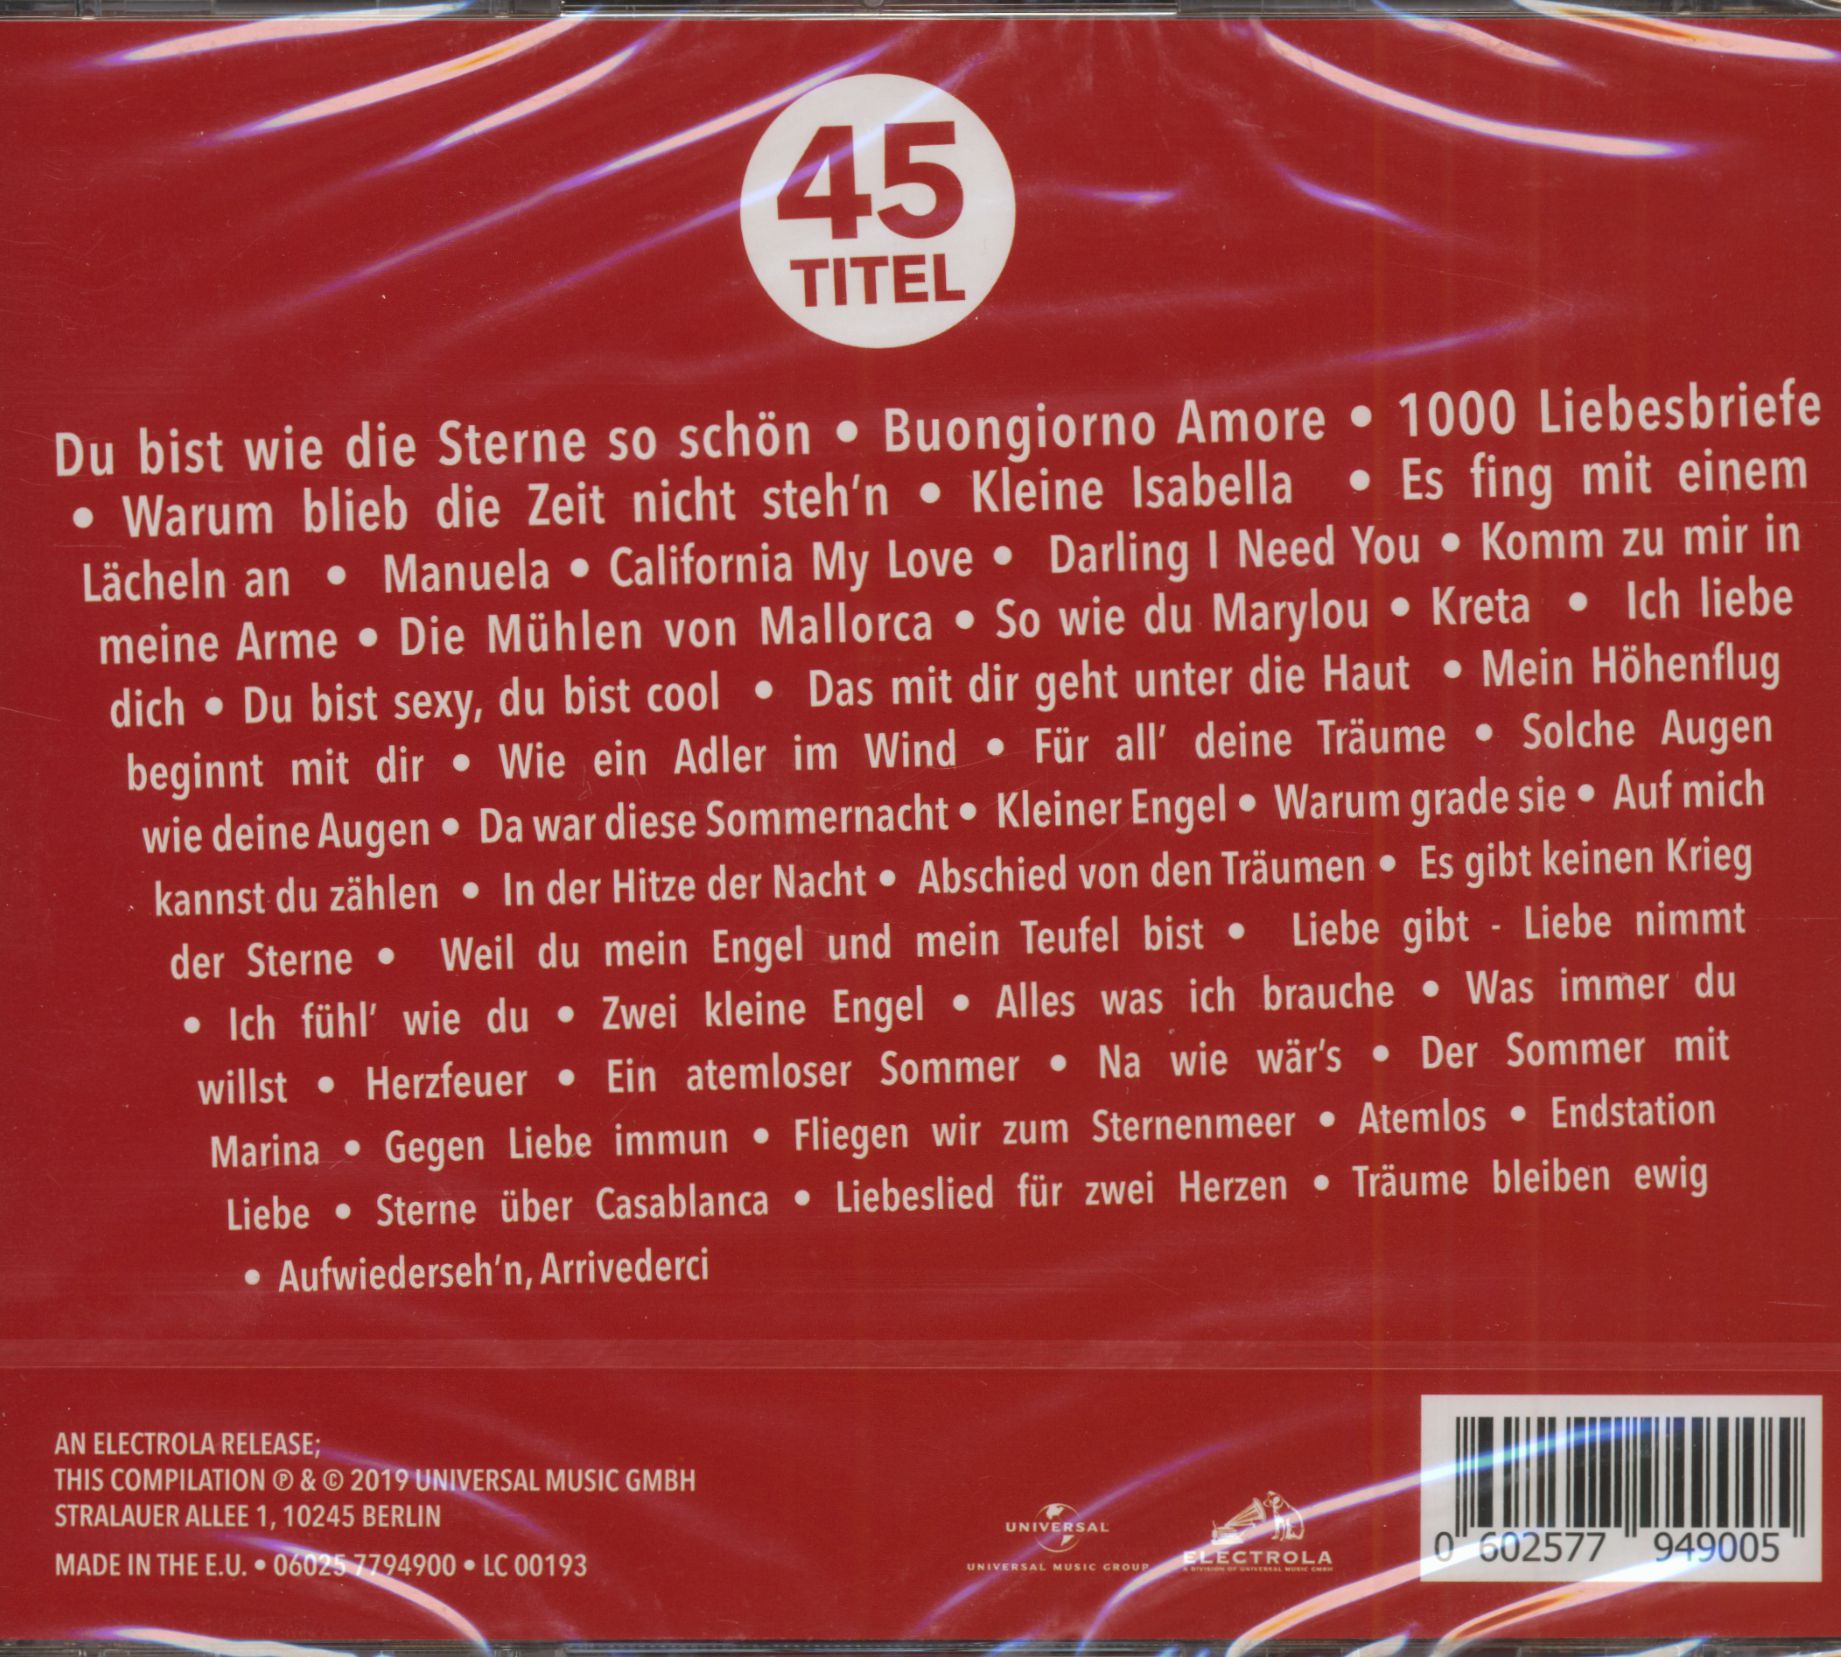 45
TITEL
Du bist wie die Sterne so schön • Buongiorno Amore • 1000 Liebesbriefe
• Warum blieb die Zeit nicht steh'n • Kleine Isabella • Es fing mit einem
Lächeln an • Manuela • California My Love • Darling I Need You • Komm zu mir in
meine Arme • Die Mühlen von Mallorca • So wie du Marylou • Kreta • Ich liebe
dich • Du bist sexy, du bist cool • Das mit dir geht unter die Haut • Mein Höhenflug
beginnt mit dir • Wie ein Adler im Wind • Für all' deine Träume • Solche Augen
wie deine Augen • Da war diese Sommernacht • Kleiner Engel • Warum grade sie • Auf mich
kannst du zählen • In der Hitze der Nacht • Abschied von den Träumen • Es gibt keinen Krieg
der Sterne • Weil du mein Engel und mein Teufel bist • Liebe gibt - Liebe nimmt
• Ich fühl' wie du • Zwei kleine Engel • Alles was ich brauche • Was immer du
willst • Herzfeuer • Ein atemloser Sommer • Na wie wär's • Der Sommer mit
Marina • Gegen Liebe immun • Fliegen wir zum Sternenmeer • Atemlos • Endstation
Liebe • Sterne über Casablanca • Liebeslied für zwei Herzen • Träume bleiben ewig
• Aufwiederseh'n, Arrivederci
AN ELECTROLA RELEASE;
THIS COMPILATION ℗ & © 2019 UNIVERSAL MUSIC GMBH
STRALAUER ALLEE 1, 10245 BERLIN
MADE IN THE E.U. • 06025 7794900 • LC 00193
UNIVERSAL
UNIVERSAL MUSIC GROUP
ELECTROLA
A DIVISION OF UNIVERSAL MUSIC GMBH
0 602577 949005